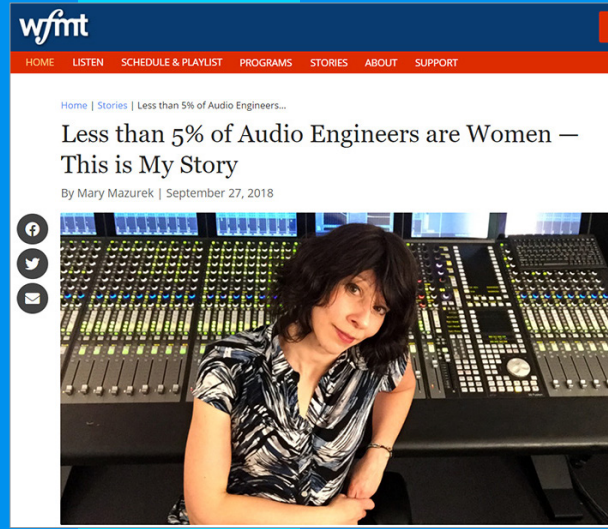 wfmt
HOME LISTEN SCHEDULE & PLAYLIST PROGRAMS STORIES ABOUT SUPPORT
Home | Stories | Less than 5% of Audio Engineers...
Less than 5% of Audio Engineers are Women —
This is My Story
By Mary Mazurek | September 27, 2018